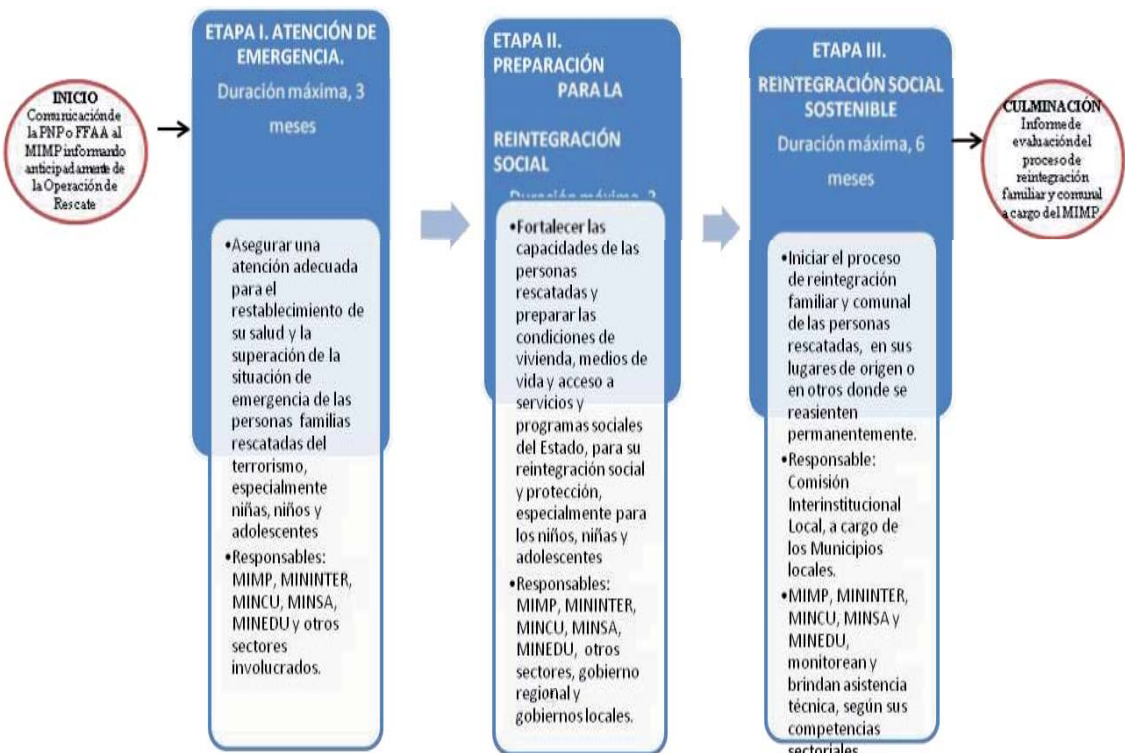 INICIO
Comunicación de
la PNP o FFAA al
MIMP informando
anticipadamente de
la Operación de
Rescate
ETAPA I. ATENCIÓN DE
EMERGENCIA.
Duración máxima, 3
meses
•Asegurar una
atención adecuada
para el
restablecimiento de
su salud y la
superación de la
situación de
emergencia de las
personas familias
rescatadas del
terrorismo,
especialmente
niñas, niños y
adolescentes
•Responsables:
MIMP, MININTER,
MINCU, MINSA,
MINEDU y otros
sectores
involucrados.
ETAPA II.
PREPARACIÓN
PARA LA
REINTEGRACIÓN
SOCIAL
Duración máxima,
•Fortalecer las
capacidades de las
personas
rescatadas y
preparar las
condiciones de
vivienda, medios de
vida y acceso a
servicios y
programas sociales
del Estado, para su
reintegración social
y protección,
especialmente para
los niños, niñas y
adolescentes
•Responsables:
MIMP, MININTER,
MINCU, MINSA,
MINEDU, otros
sectores, gobierno
regional y
gobiernos locales.
ETAPA III.
REINTEGRACIÓN SOCIAL
SOSTENIBLE
Duración máxima, 6
meses
•Iniciar el proceso
de reintegración
familiar y comunal
de las personas
rescatadas, en sus
lugares de origen o
en otros donde se
reasienten
permanentemente.
•Responsable:
Comisión
Interinstitucional
Local, a cargo de
los Municipios
locales.
•MIMP, MININTER,
MINCU, MINSA y
MINEDU,
monitorean y
brindan asistencia
técnica, según sus
competencias
sectoriales
CULMINACIÓN
Informe de
evaluación del
proceso de
reintegración
familiar y comunal
a cargo del MIMP.